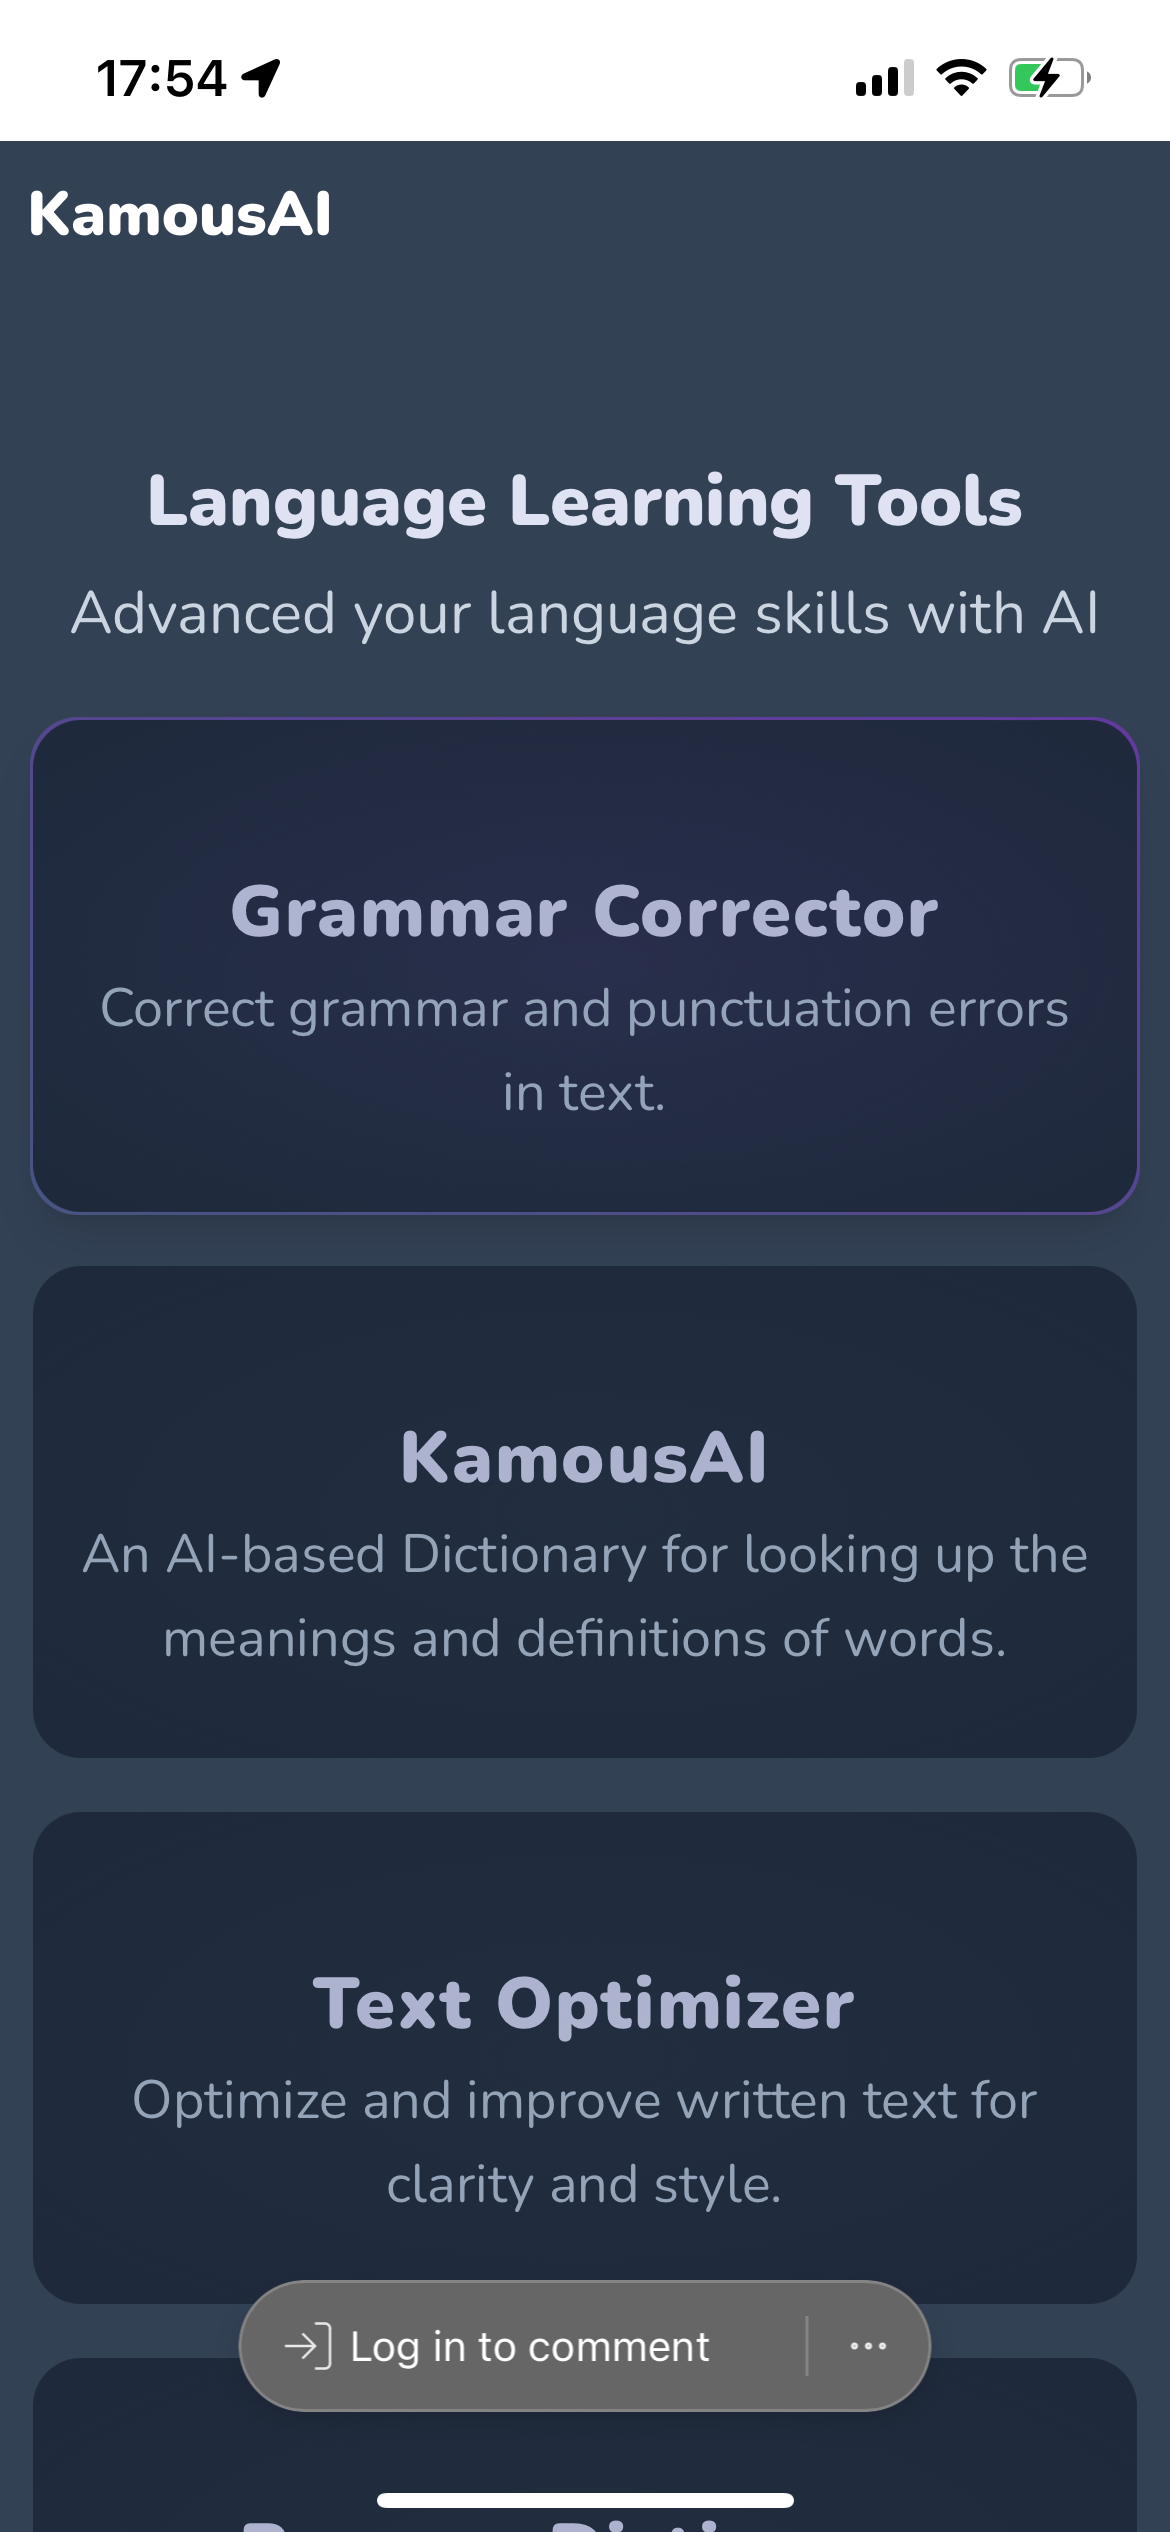 17:54
KamousAI
Language Learning Tools
Advanced your language skills with AI
Grammar Corrector
Correct grammar and punctuation errors
in text.
KamousAI
An AI-based Dictionary for looking up the
meanings and definitions of words.
Text Optimizer
Optimize and improve written text for
clarity and style.
Log in to comment